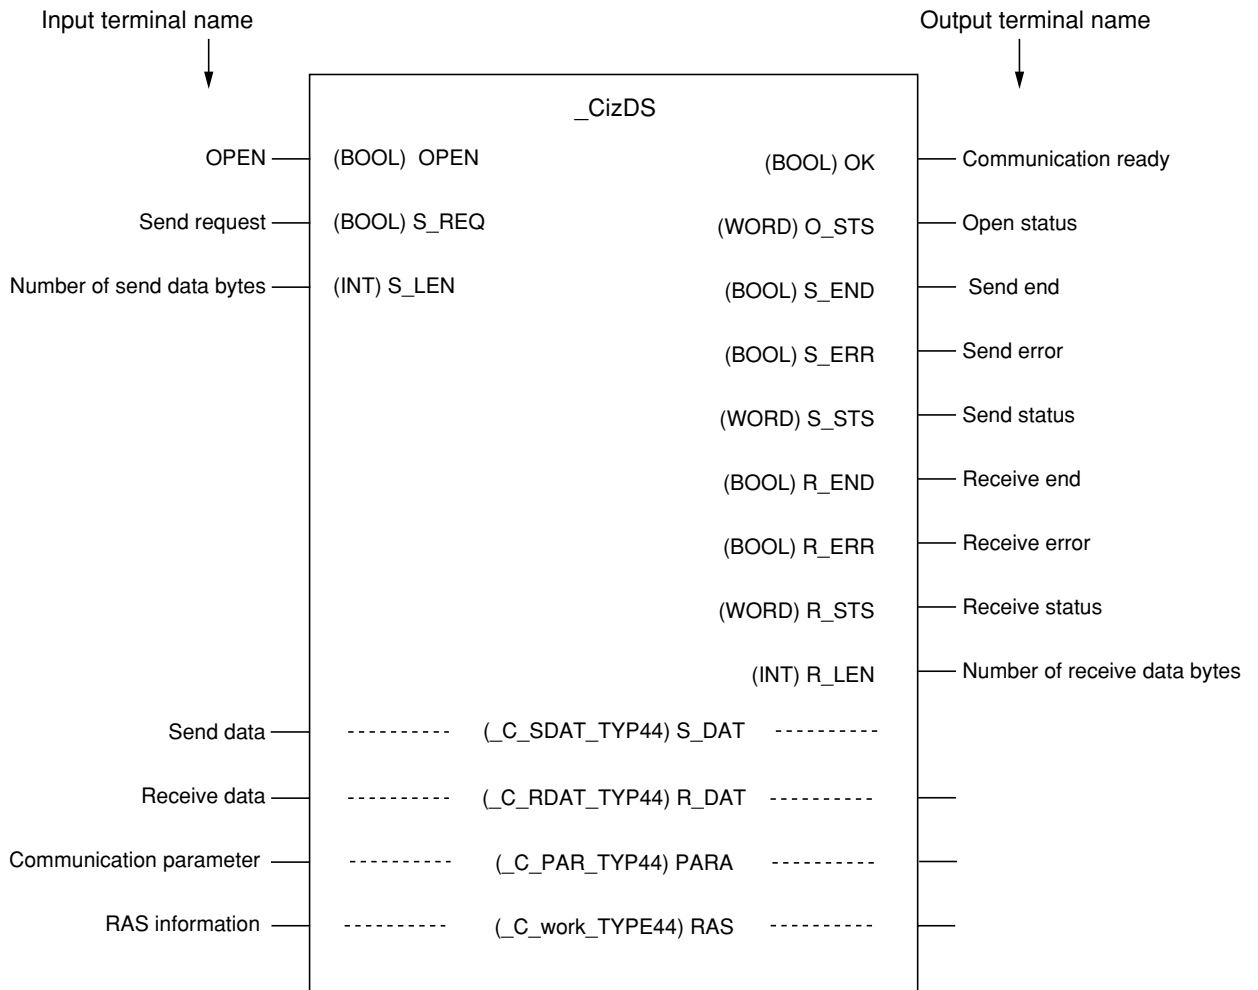 Input terminal name
Output terminal name
_CizDS
OPEN (BOOL) OPEN (BOOL) OK Communication ready
Send request (BOOL) S_REQ (WORD) O_STS Open status
Number of send data bytes (INT) S_LEN (BOOL) S_END Send end
(BOOL) S_ERR Send error
(WORD) S_STS Send status
(BOOL) R_END Receive end
(BOOL) R_ERR Receive error
(WORD) R_STS Receive status
(INT) R_LEN Number of receive data bytes
Send data (_C_SDAT_TYP44) S_DAT
Receive data (_C_RDAT_TYP44) R_DAT
Communication parameter (_C_PAR_TYP44) PARA
RAS information (_C_work_TYPE44) RAS